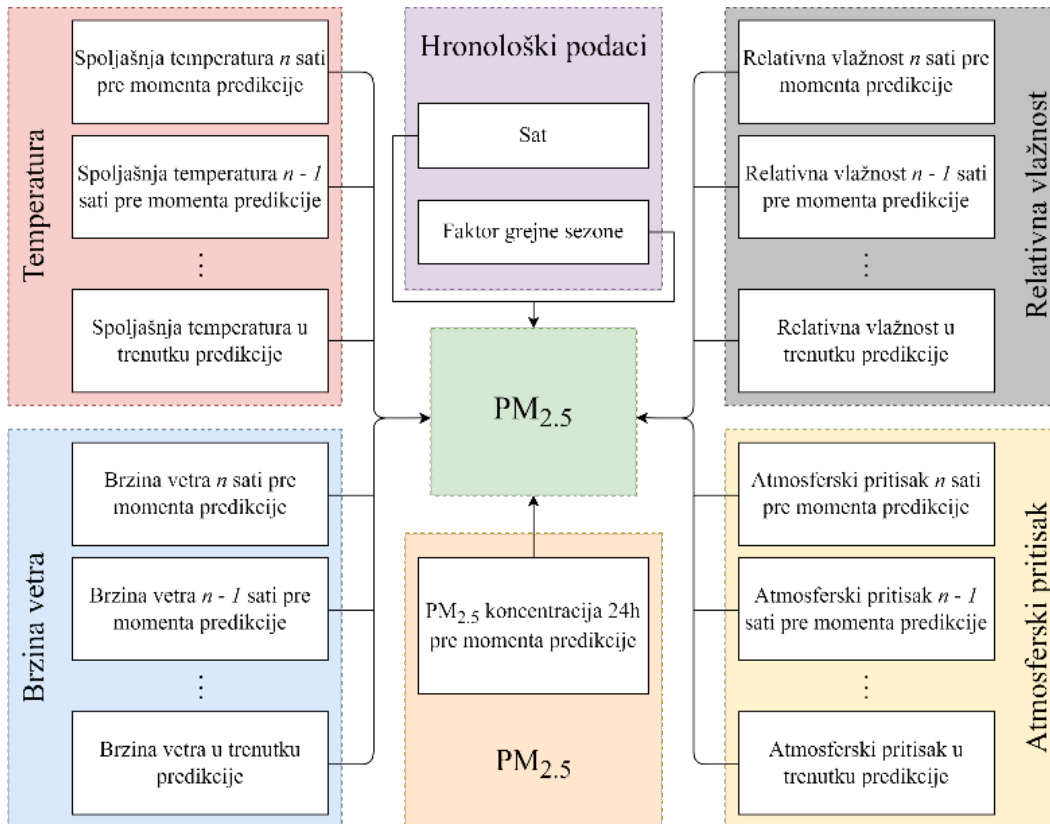 Temperatura
Spoljašnja temperatura n sati
pre momenta predikcije
Spoljašnja temperatura n - 1
sati pre momenta predikcije
...
Spoljašnja temperatura u
trenutku predikcije
Hronološki podaci
Sat
Faktor grejne sezone
Relativna vlažnost n sati pre
momenta predikcije
Relativna vlažnost n - 1 sati
pre momenta predikcije
...
Relativna vlažnost u
trenutku predikcije
Relativna vlažnost
PM2.5
Brzina vetra
Brzina vetra n sati pre
momenta predikcije
Brzina vetra n - 1 sati pre
momenta predikcije
...
Brzina vetra u trenutku
predikcije
PM2.5 koncentracija 24h
pre momenta predikcije
PM2.5
Atmosferski pritisak n sati
pre momenta predikcije
Atmosferski pritisak n - 1
sati pre momenta predikcije
...
Atmosferski pritisak u
trenutku predikcije
Atmosferski pritisak